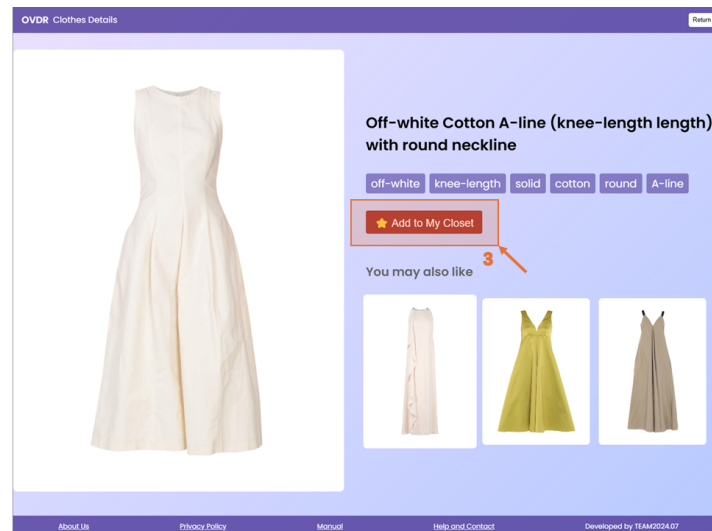 OVDR Clothes Details
Return
Off-white Cotton A-line (knee-length length)
with round neckline
off-white knee-length solid cotton round A-line
Add to My Closet
3
You may also like
About Us Privacy Policy Manual Help and Contact Developed by TEAM2024.07